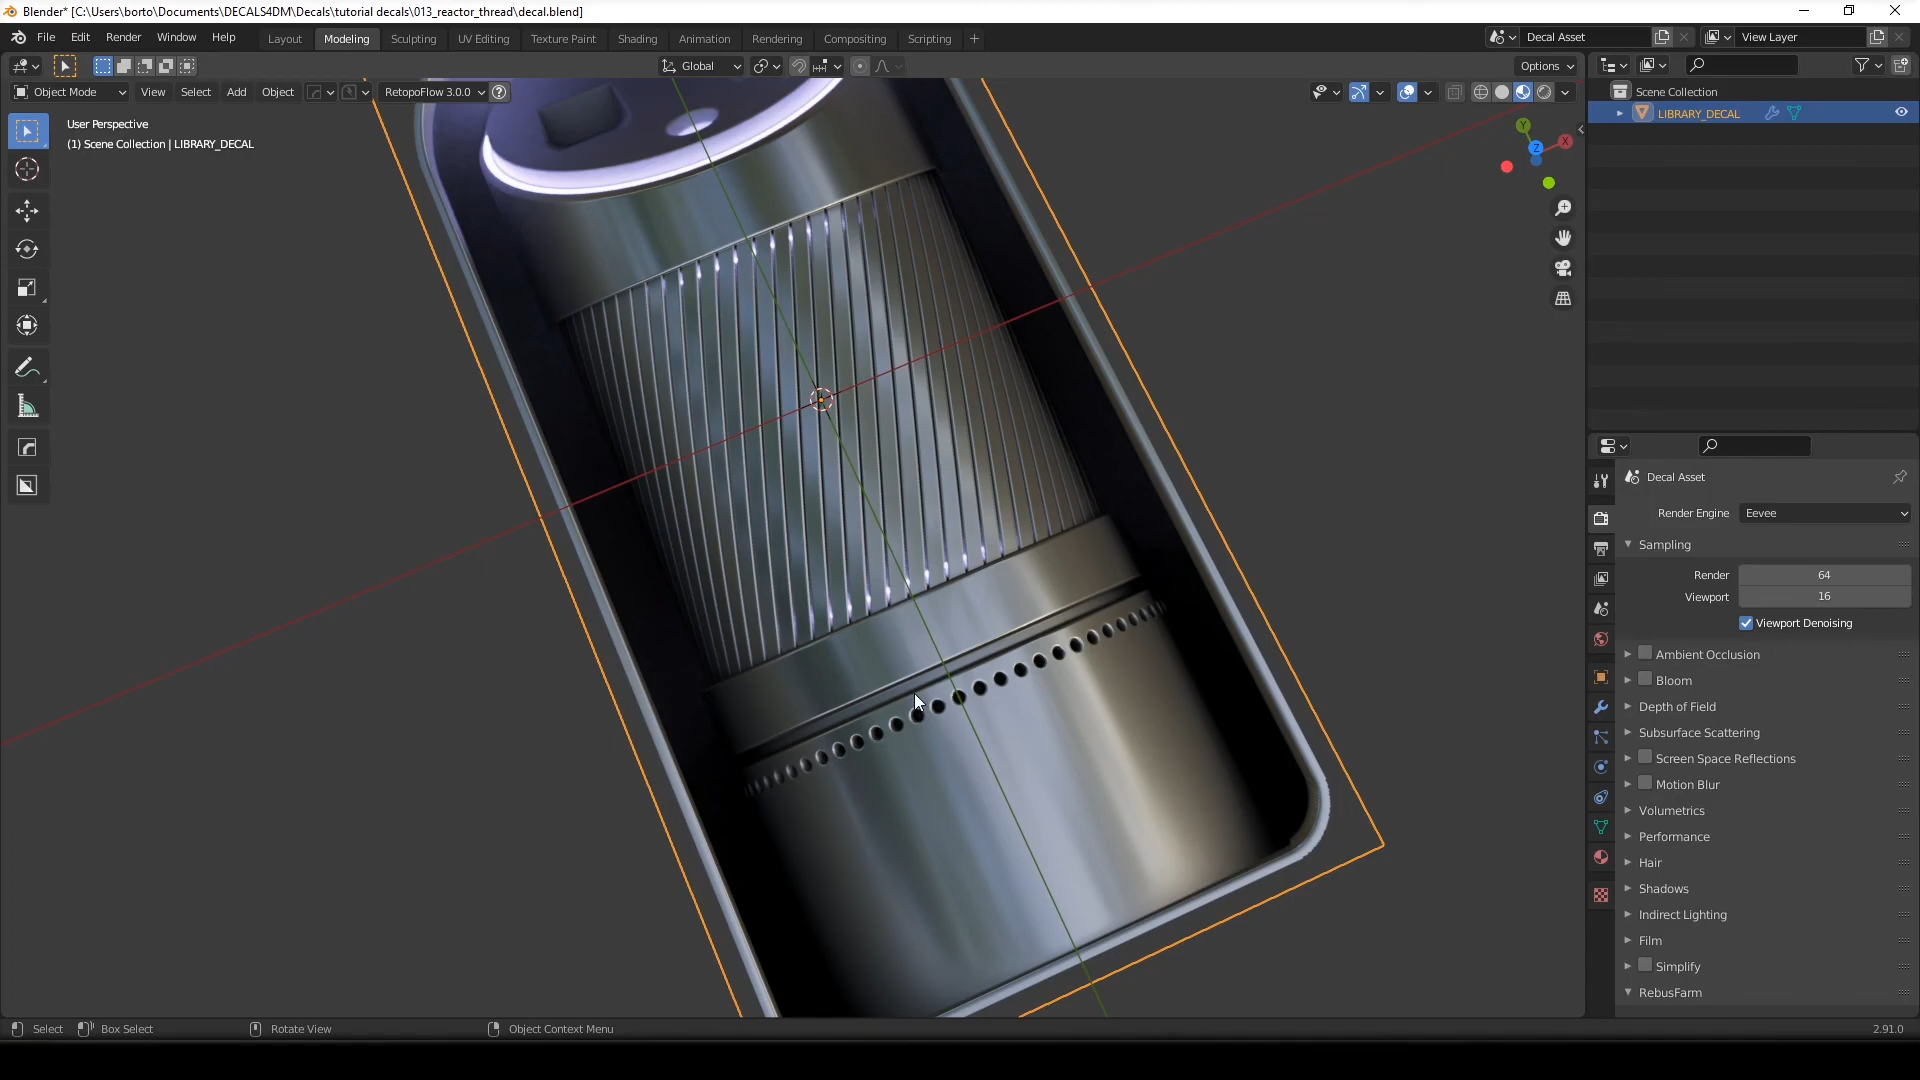 Blender* [C:\Users\borto\Documents\DECALS4DM\Decals\tutorial decals\013_reactor_thread\decal.blend]
File Edit Render Window Help Layout Modeling Sculpting UV Editing Texture Paint Shading Animation Rendering Compositing Scripting + Decal Asset View Layer
Global Options
Object Mode View Select Add Object RetopoFlow 3.0.0 ?
User Perspective
(1) Scene Collection | LIBRARY_DECAL
Y X Z
Scene Collection
LIBRARY_DECAL
Decal Asset
Render Engine Eevee
Sampling
Render 64
Viewport 16
Viewport Denoising
Ambient Occlusion
Bloom
Depth of Field
Subsurface Scattering
Screen Space Reflections
Motion Blur
Volumetrics
Performance
Hair
Shadows
Indirect Lighting
Film
Simplify
RebusFarm
Select Box Select Rotate View Object Context Menu 2.91.0